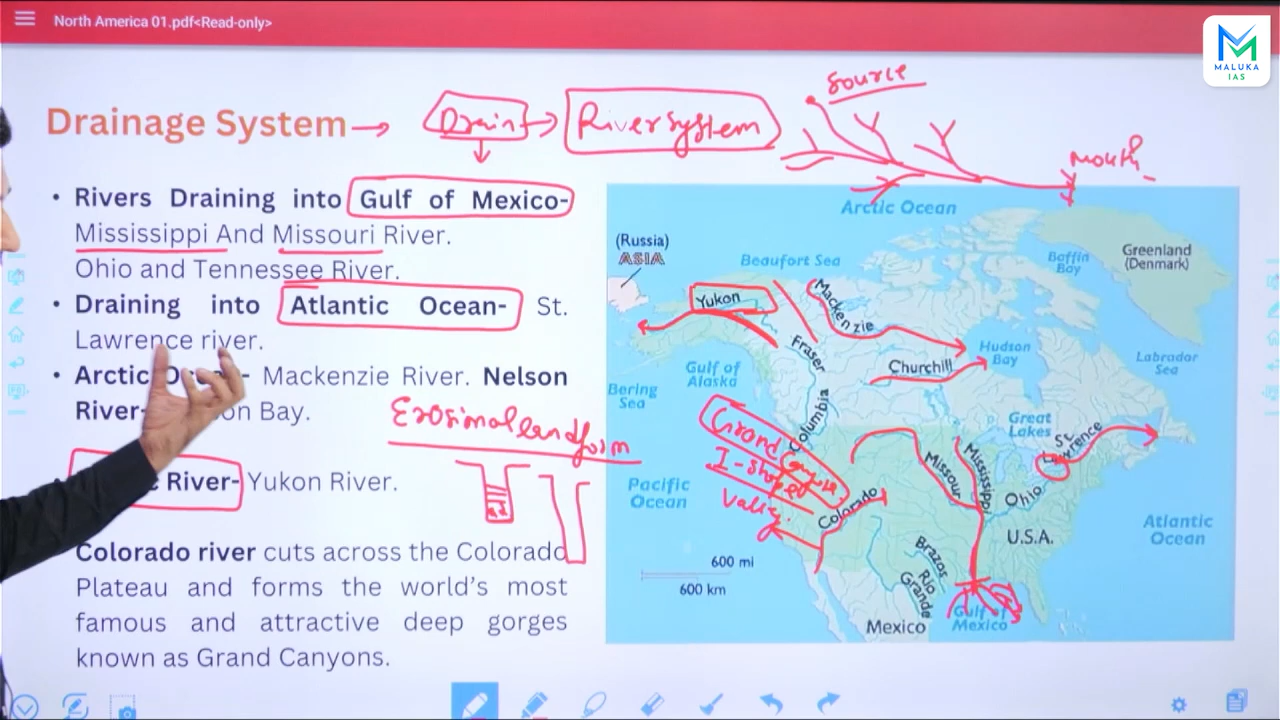 North America 01.pdf<Read-only>
MALUKA
IAS
Drainage System
Drain
River system
Source
Mouth
• Rivers Draining into Gulf of Mexico-
Mississippi And Missouri River.
Ohio and Tennessee River.
• Draining into Atlantic Ocean- St.
Lawrence river.
• Arctic - Mackenzie River. Nelson
River- Bay.
River- Yukon River.
Colorado river cuts across the Colorado
Plateau and forms the world's most
famous and attractive deep gorges
known as Grand Canyons.
Erosional landform
Arctic Ocean
(Russia)
ASIA
Beaufort Sea
Baffin
Bay
Greenland
(Denmark)
Yukon
Mackenzie
Fraser
Hudson
Bay
Churchill
Labrador
Sea
Gulf of
Alaska
Bering
Sea
Columbia
Great
Lakes
St.
Lawrence
Grand
I-shaped
Valley.
Pacific
Ocean
Missouri
Mississippi
Ohio
Colorado
U.S.A.
Atlantic
Ocean
Brazos
Rio
Grande
600 mi
600 km
Mexico
Gulf of
Mexico